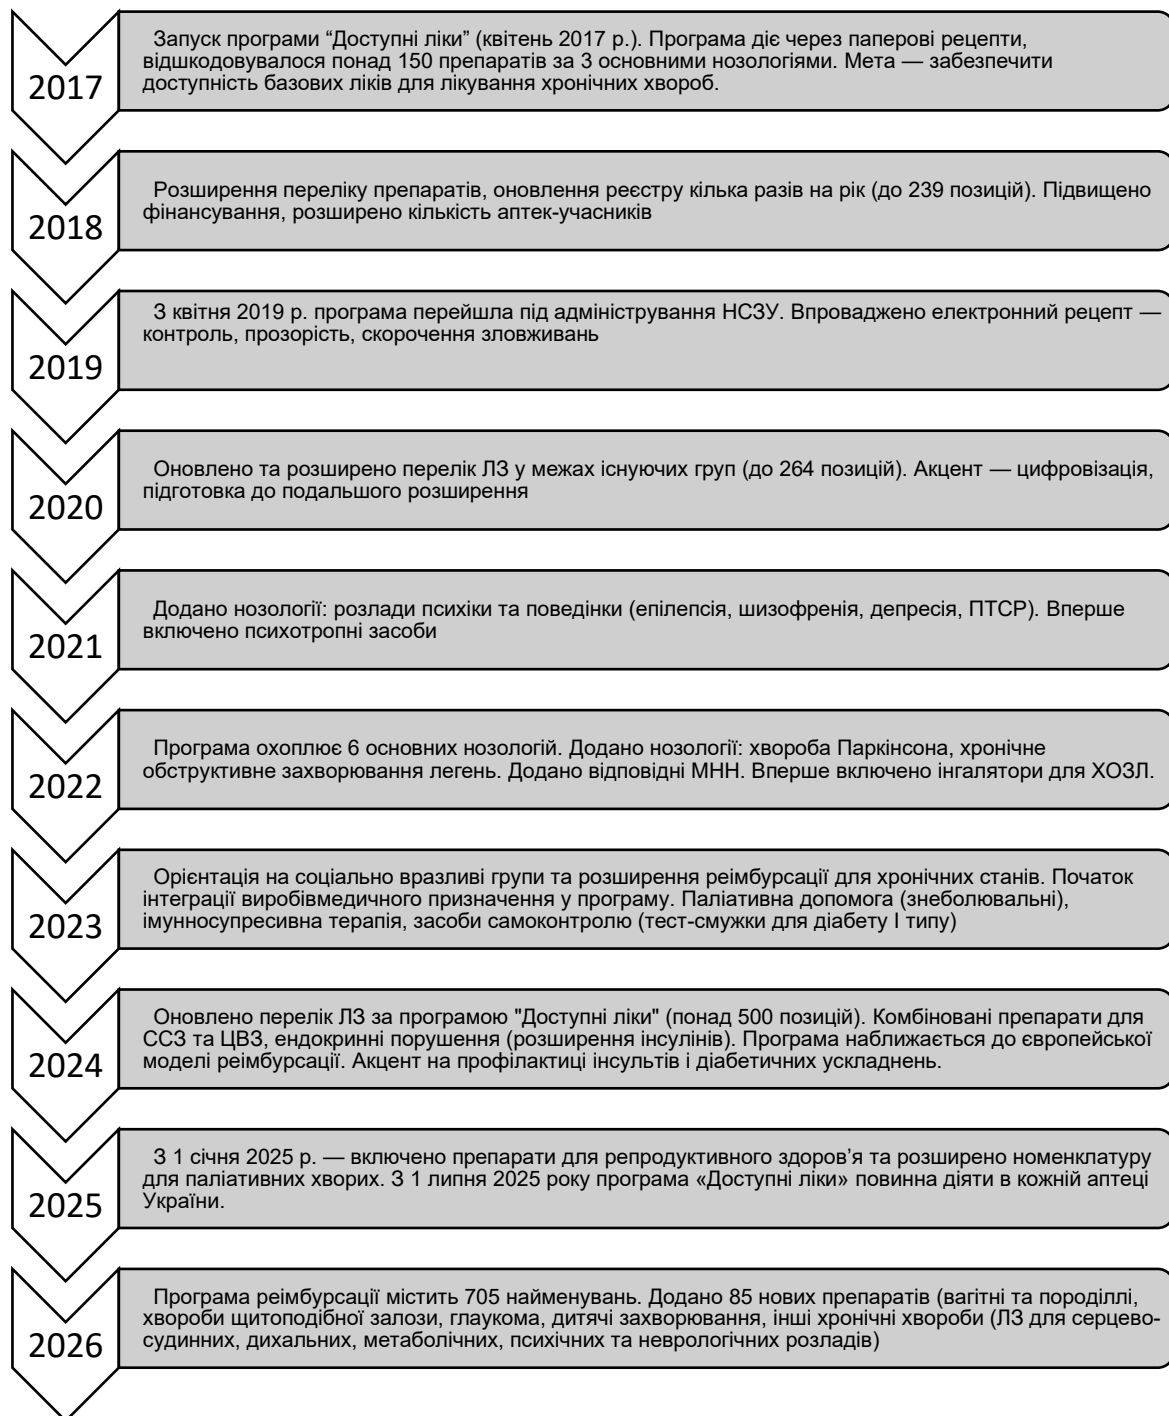 2017
Запуск програми “Доступні ліки” (квітень 2017 р.). Програма діє через паперові рецепти,
відшкодовувалося понад 150 препаратів за 3 основними нозологіями. Мета — забезпечити
доступність базових ліків для лікування хронічних хвороб.
2018
Розширення переліку препаратів, оновлення реєстру кілька разів на рік (до 239 позицій). Підвищено
фінансування, розширено кількість аптек-учасників
2019
З квітня 2019 р. програма перейшла під адміністрування НСЗУ. Впроваджено електронний рецепт —
контроль, прозорість, скорочення зловживань
2020
Оновлено та розширено перелік ЛЗ у межах існуючих груп (до 264 позицій). Акцент — цифровізація,
підготовка до подальшого розширення
2021
Додано нозології: розлади психіки та поведінки (епілепсія, шизофренія, депресія, ПТСР). Вперше
включено психотропні засоби
2022
Програма охоплює 6 основних нозологій. Додано нозології: хвороба Паркінсона, хронічне
обструктивне захворювання легень. Додано відповідні МНН. Вперше включено інгалятори для ХОЗЛ.
2023
Орієнтація на соціально вразливі групи та розширення реімбурсації для хронічних станів. Початок
інтеграції виробівмедичного призначення у програму. Паліативна допомога (знеболювальні),
імунносупресивна терапія, засоби самоконтролю (тест-смужки для діабету І типу)
2024
Оновлено перелік ЛЗ за програмою "Доступні ліки" (понад 500 позицій). Комбіновані препарати для
ССЗ та ЦВЗ, ендокринні порушення (розширення інсулінів). Програма наближається до європейської
моделі реімбурсації. Акцент на профілактиці інсультів і діабетичних ускладнень.
2025
З 1 січня 2025 р. — включено препарати для репродуктивного здоров’я та розширено номенклатуру
для паліативних хворих. З 1 липня 2025 року програма «Доступні ліки» повинна діяти в кожній аптеці
України.
2026
Програма реімбурсації містить 705 найменувань. Додано 85 нових препаратів (вагітні та породіллі,
хвороби щитоподібної залози, глаукома, дитячі захворювання, інші хронічні хвороби (ЛЗ для серцево-
судинних, дихальних, метаболічних, психічних та неврологічних розладів)